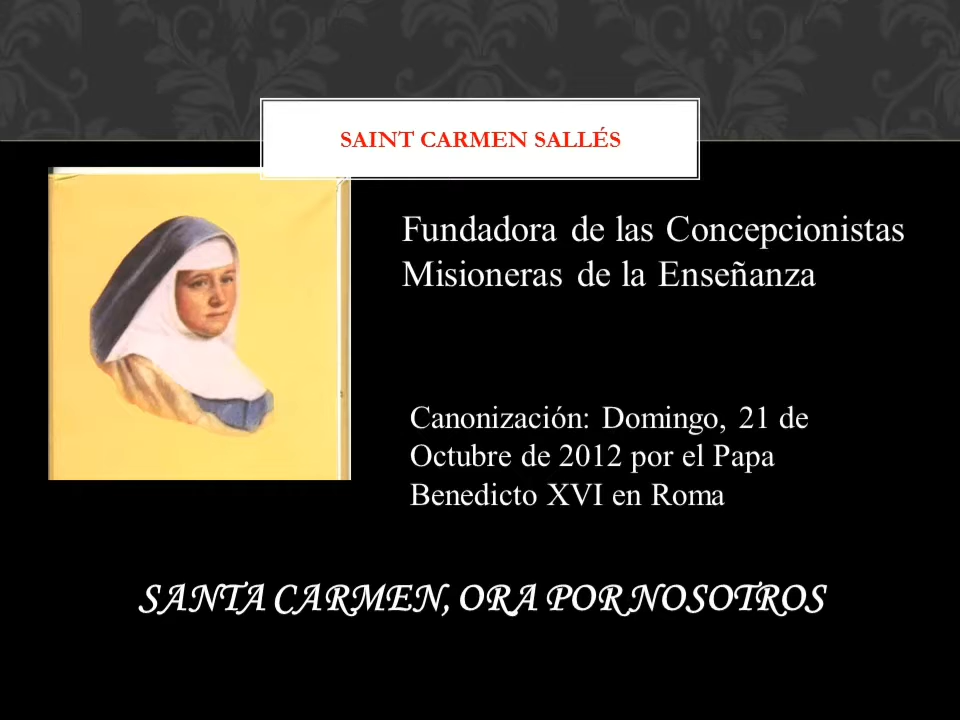 SAINT CARMEN SALLÉS
Fundadora de las Concepcionistas
Misioneras de la Enseñanza
Canonización: Domingo, 21 de
Octubre de 2012 por el Papa
Benedicto XVI en Roma
SANTA CARMEN, ORA POR NOSOTROS